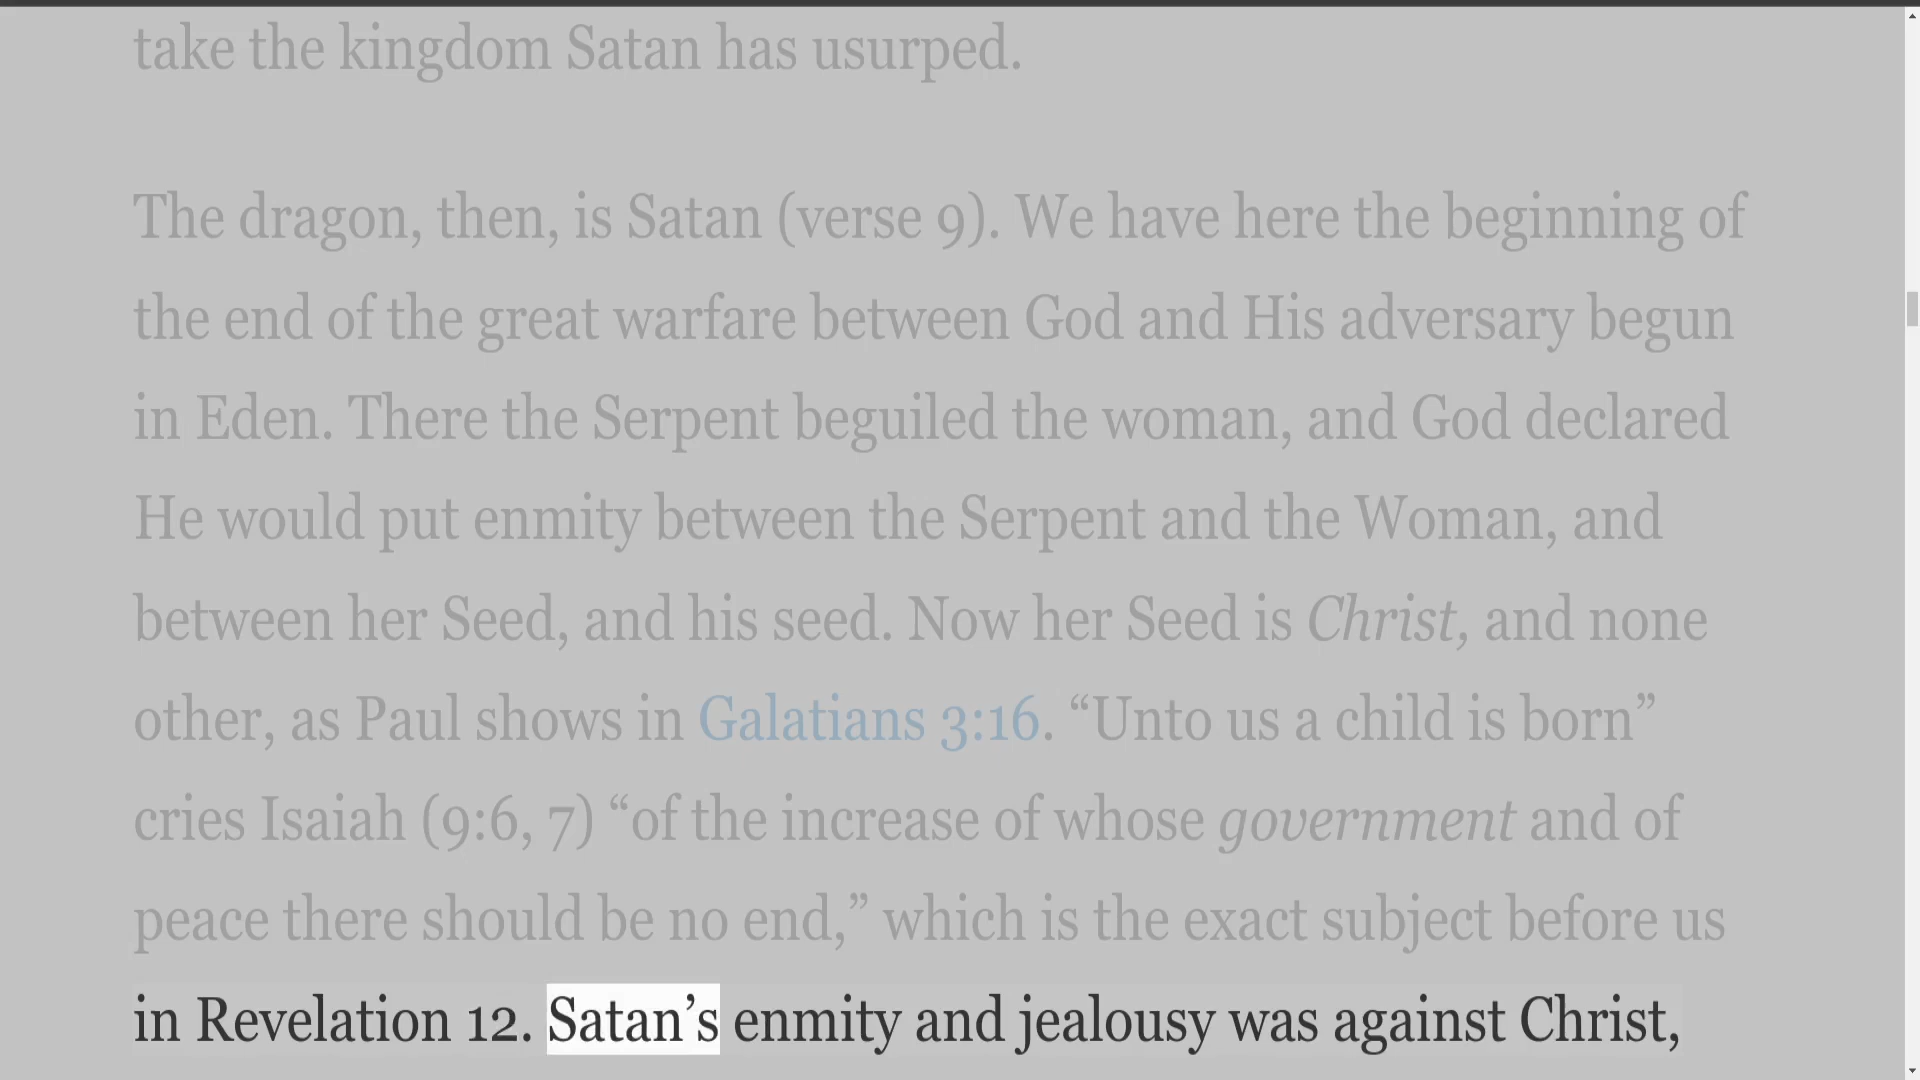 take the kingdom Satan has usurped.
The dragon, then, is Satan (verse 9). We have here the beginning of
the end of the great warfare between God and His adversary begun
in Eden. There the Serpent beguiled the woman, and God declared
He would put enmity between the Serpent and the Woman, and
between her Seed, and his seed. Now her Seed is Christ, and none
other, as Paul shows in Galatians 3:16. “Unto us a child is born”
cries Isaiah (9:6, 7) “of the increase of whose government and of
peace there should be no end,” which is the exact subject before us
in Revelation 12. Satan’s enmity and jealousy was against Christ,